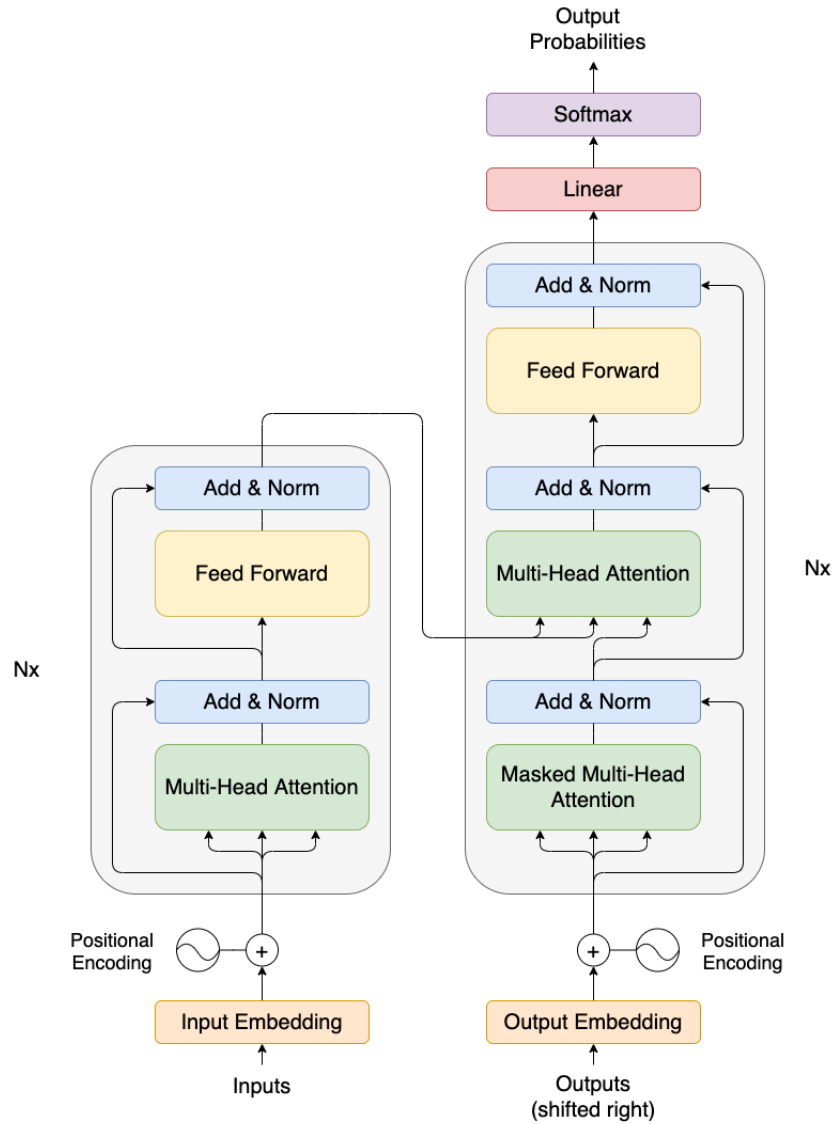 Output
Probabilities
Softmax
Linear
Add & Norm
Feed Forward
Add & Norm
Multi-Head Attention
Nx
Add & Norm
Masked Multi-Head
Attention
Positional
Encoding
Output Embedding
Outputs
(shifted right)
Add & Norm
Feed Forward
Nx
Add & Norm
Multi-Head Attention
Positional
Encoding
Input Embedding
Inputs